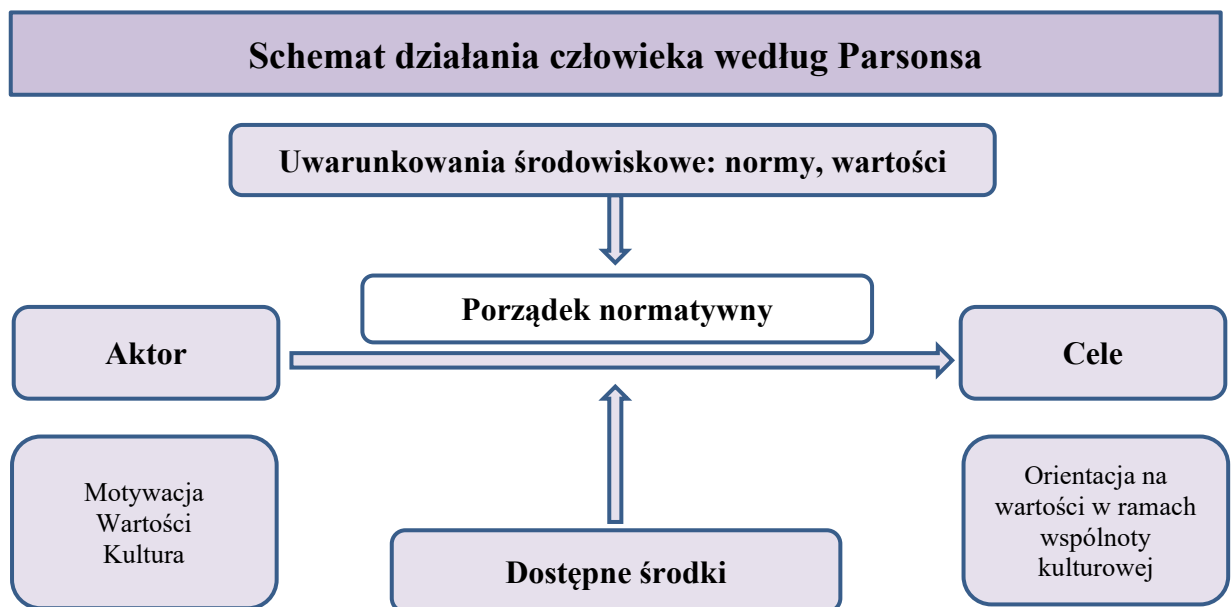 Schemat działania człowieka według Parsonsa
Uwarunkowania środowiskowe: normy, wartości
Porządek normatywny
Aktor
Cele
Motywacja
Wartości
Kultura
Orientacja na
wartości w ramach
wspólnoty
kulturowej
Dostępne środki